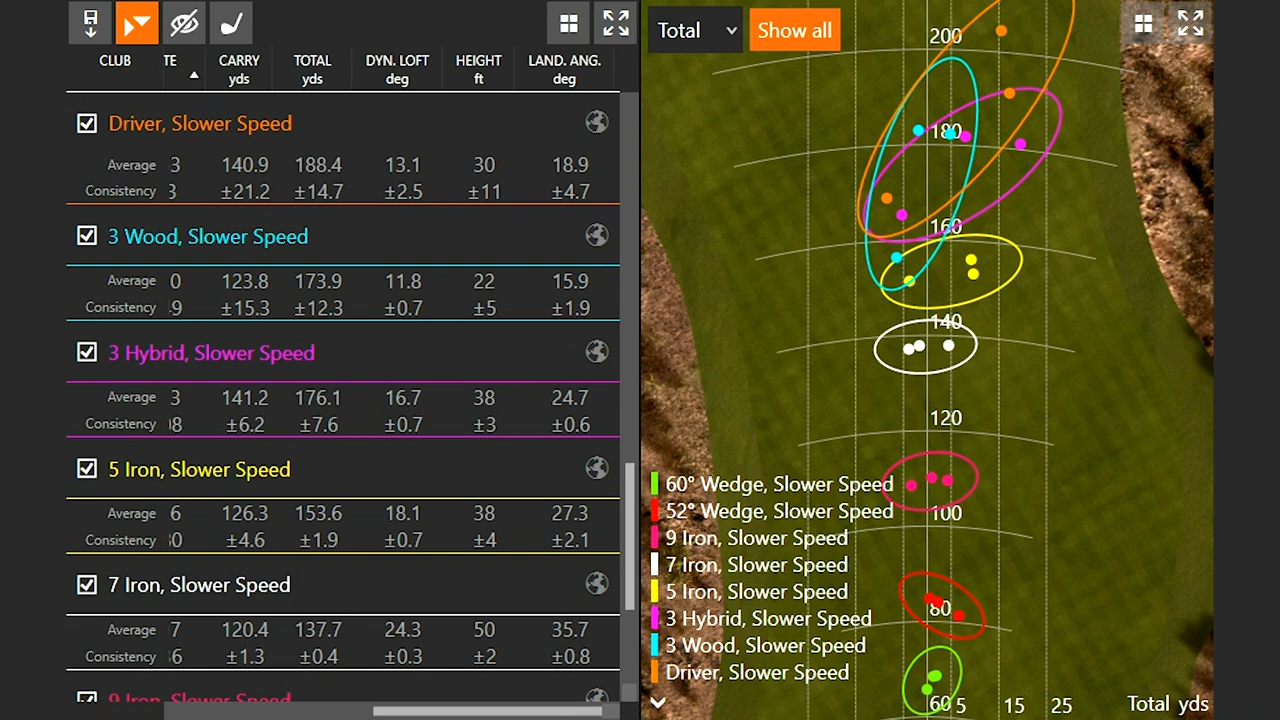 CLUB TE CARRY TOTAL DYN. LOFT HEIGHT LAND. ANG.
yds yds deg ft deg
Driver, Slower Speed
Average 3 140.9 188.4 13.1 30 18.9
Consistency 3 ±21.2 ±14.7 ±2.5 ±11 ±4.7
3 Wood, Slower Speed
Average 0 123.8 173.9 11.8 22 15.9
Consistency .9 ±15.3 ±12.3 ±0.7 ±5 ±1.9
3 Hybrid, Slower Speed
Average 3 141.2 176.1 16.7 38 24.7
Consistency 8 ±6.2 ±7.6 ±0.7 ±3 ±0.6
5 Iron, Slower Speed
Average 6 126.3 153.6 18.1 38 27.3
Consistency 0 ±4.6 ±1.9 ±0.7 ±4 ±2.1
7 Iron, Slower Speed
Average 7 120.4 137.7 24.3 50 35.7
Consistency 6 ±1.3 ±0.4 ±0.3 ±2 ±0.8
9 Iron, Slower Speed
Total
Show all
200
180
160
140
120
100
80
60 5 15 25
60° Wedge, Slower Speed
52° Wedge, Slower Speed
9 Iron, Slower Speed
7 Iron, Slower Speed
5 Iron, Slower Speed
3 Hybrid, Slower Speed
3 Wood, Slower Speed
Driver, Slower Speed
Total yds